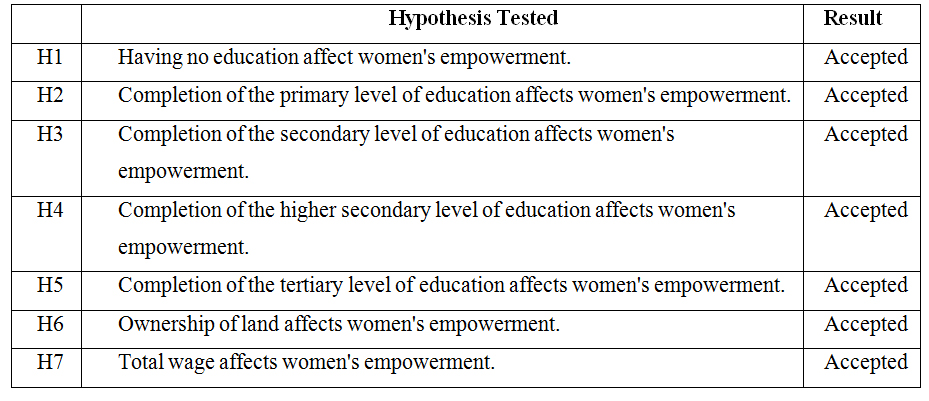 Hypothesis Tested Result
H1 Having no education affect women's empowerment. Accepted
H2 Completion of the primary level of education affects women's empowerment. Accepted
H3 Completion of the secondary level of education affects women's Accepted
empowerment.
H4 Completion of the higher secondary level of education affects women's Accepted
empowerment.
H5 Completion of the tertiary level of education affects women's empowerment. Accepted
H6 Ownership of land affects women's empowerment. Accepted
H7 Total wage affects women's empowerment. Accepted